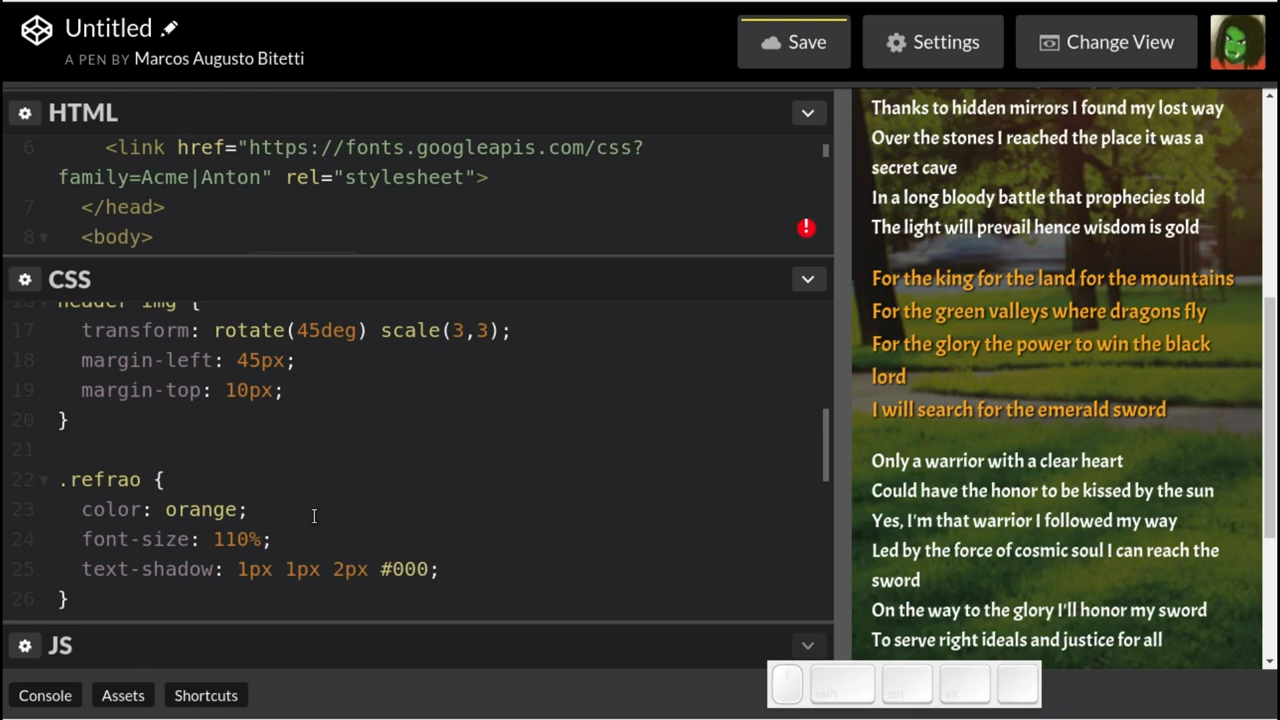 Untitled
A PEN BY Marcos Augusto Bitetti
Save
Settings
Change View
HTML
6 <link href="https://fonts.googleapis.com/css?
family=Acme|Anton" rel="stylesheet">
7 </head>
8 <body>
CSS
16 header img {
17 transform: rotate(45deg) scale(3,3);
18 margin-left: 45px;
19 margin-top: 10px;
20 }
21
22 .refrao {
23 color: orange;
24 font-size: 110%;
25 text-shadow: 1px 1px 2px #000;
26 }
JS
Console
Assets
Shortcuts
Thanks to hidden mirrors I found my lost way
Over the stones I reached the place it was a
secret cave
In a long bloody battle that prophecies told
The light will prevail hence wisdom is gold
For the king for the land for the mountains
For the green valleys where dragons fly
For the glory the power to win the black
lord
I will search for the emerald sword
Only a warrior with a clear heart
Could have the honor to be kissed by the sun
Yes, I'm that warrior I followed my way
Led by the force of cosmic soul I can reach the
sword
On the way to the glory I'll honor my sword
To serve right ideals and justice for all
shift
ctrl
alt